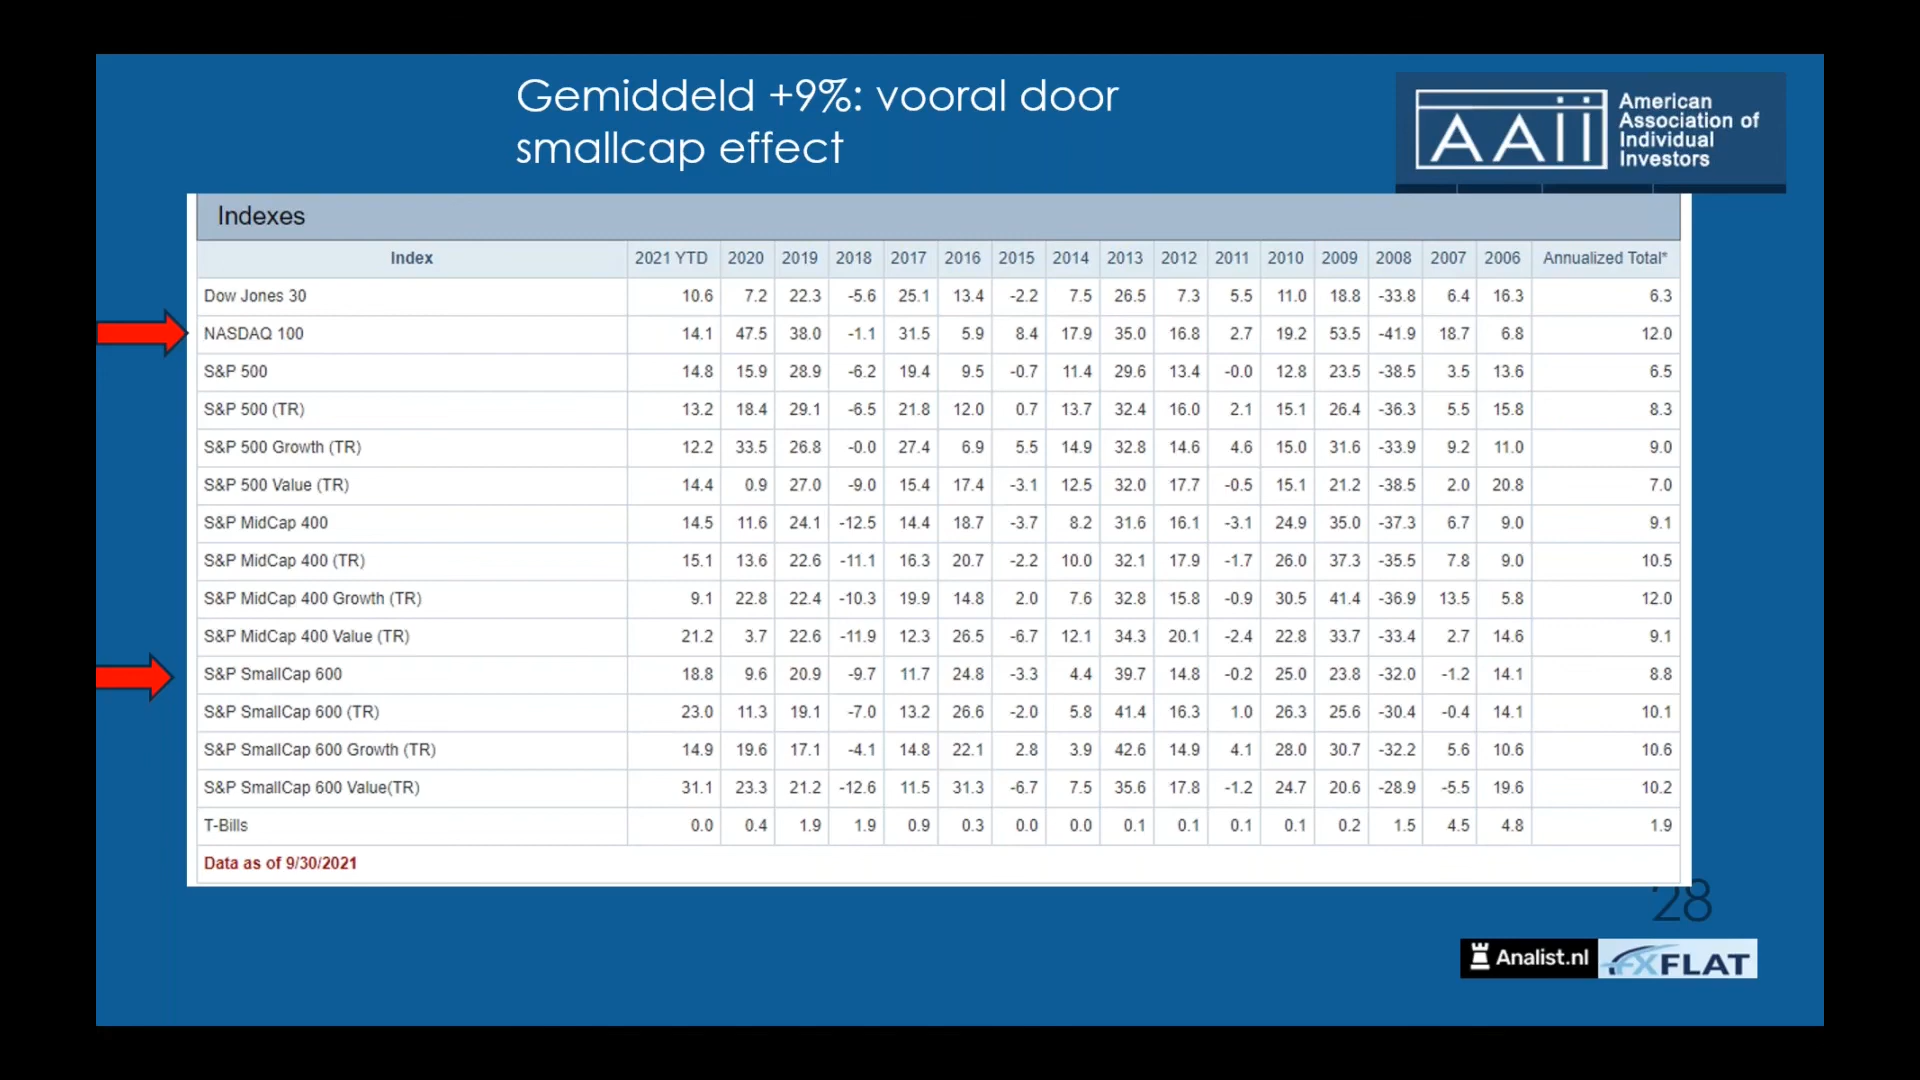 Gemiddeld +9%: vooral door
smallcap effect
AAII
American
Association of
Individual
Investors
Indexes
Index 2021 YTD 2020 2019 2018 2017 2016 2015 2014 2013 2012 2011 2010 2009 2008 2007 2006 Annualized Total*
Dow Jones 30 10.6 7.2 22.3 -5.6 25.1 13.4 -2.2 7.5 26.5 7.3 5.5 11.0 18.8 -33.8 6.4 16.3 6.3
NASDAQ 100 14.1 47.5 38.0 -1.1 31.5 5.9 8.4 17.9 35.0 16.8 2.7 19.2 53.5 -41.9 18.7 6.8 12.0
S&P 500 14.8 15.9 28.9 -6.2 19.4 9.5 -0.7 11.4 29.6 13.4 -0.0 12.8 23.5 -38.5 3.5 13.6 6.5
S&P 500 (TR) 13.2 18.4 29.1 -6.5 21.8 12.0 0.7 13.7 32.4 16.0 2.1 15.1 26.4 -36.3 5.5 15.8 8.3
S&P 500 Growth (TR) 12.2 33.5 26.8 -0.0 27.4 6.9 5.5 14.9 32.8 14.6 4.6 15.0 31.6 -33.9 9.2 11.0 9.0
S&P 500 Value (TR) 14.4 0.9 27.0 -9.0 15.4 17.4 -3.1 12.5 32.0 17.7 -0.5 15.1 21.2 -38.5 2.0 20.8 7.0
S&P MidCap 400 14.5 11.6 24.1 -12.5 14.4 18.7 -3.7 8.2 31.6 16.1 -3.1 24.9 35.0 -37.3 6.7 9.0 9.1
S&P MidCap 400 (TR) 15.1 13.6 22.6 -11.1 16.3 20.7 -2.2 10.0 32.1 17.9 -1.7 26.0 37.3 -35.5 7.8 9.0 10.5
S&P MidCap 400 Growth (TR) 9.1 22.8 22.4 -10.3 19.9 14.8 2.0 7.6 32.8 15.8 -0.9 30.5 41.4 -36.9 13.5 5.8 12.0
S&P MidCap 400 Value (TR) 21.2 3.7 22.6 -11.9 12.3 26.5 -6.7 12.1 34.3 20.1 -2.4 22.8 33.7 -33.4 2.7 14.6 9.1
S&P SmallCap 600 18.8 9.6 20.9 -9.7 11.7 24.8 -3.3 4.4 39.7 14.8 -0.2 25.0 23.8 -32.0 -1.2 14.1 8.8
S&P SmallCap 600 (TR) 23.0 11.3 19.1 -7.0 13.2 26.6 -2.0 5.8 41.4 16.3 1.0 26.3 25.6 -30.4 -0.4 14.1 10.1
S&P SmallCap 600 Growth (TR) 14.9 19.6 17.1 -4.1 14.8 22.1 2.8 3.9 42.6 14.9 4.1 28.0 30.7 -32.2 5.6 10.6 10.6
S&P SmallCap 600 Value(TR) 31.1 23.3 21.2 -12.6 11.5 31.3 -6.7 7.5 35.6 17.8 -1.2 24.7 20.6 -28.9 -5.5 19.6 10.2
T-Bills 0.0 0.4 1.9 1.9 0.9 0.3 0.0 0.0 0.1 0.1 0.1 0.1 0.2 1.5 4.5 4.8 1.9
Data as of 9/30/2021
28
Analist.nl FXFLAT